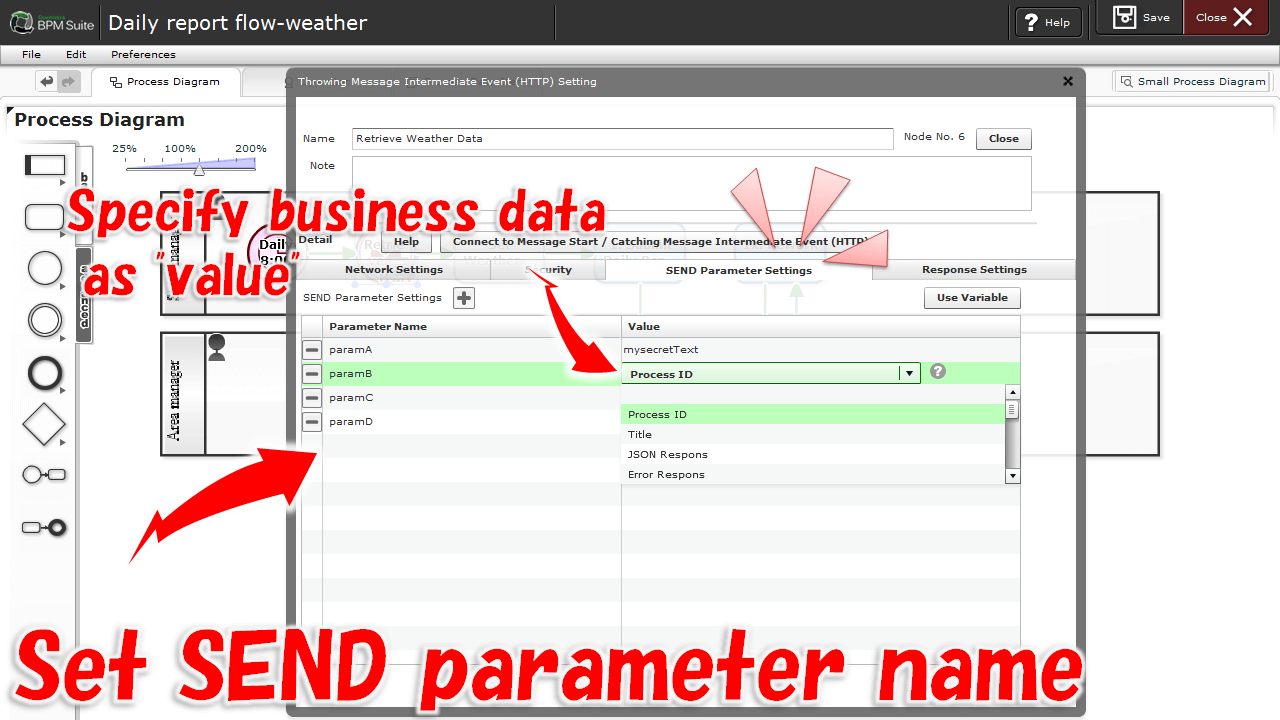 Questetra
BPM Suite
Daily report flow-weather
Help
Save
Close
File Edit Preferences
Process Diagram
Small Process Diagram
Throwing Message Intermediate Event (HTTP) Setting
Process Diagram
25% 100% 200%
Name
Retrieve Weather Data
Node No. 6
Close
Note
Specify business data
as "value"
Daily
8:00
Detail
Help
Connect to Message Start / Catching Message Intermediate Event (HTTP)
Network Settings
Security
SEND Parameter Settings
Response Settings
SEND Parameter Settings
Use Variable
Parameter Name
Value
paramA
mysecretText
paramB
Process ID
paramC
paramD
Process ID
Title
JSON Respons
Error Respons
Area manager
Set SEND parameter name